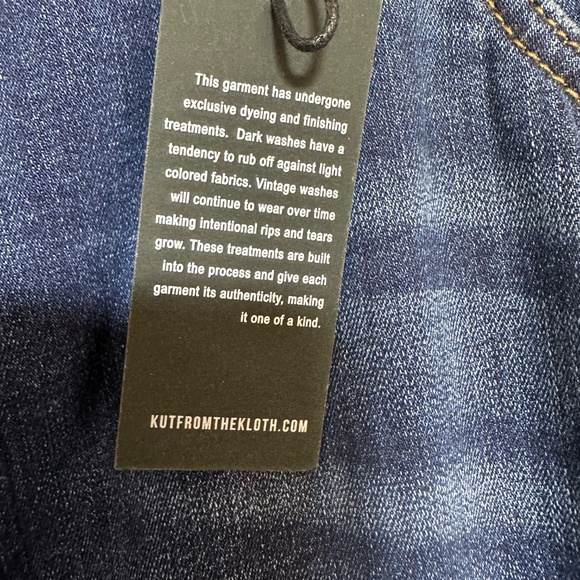 This garment has undergone
exclusive dyeing and finishing
treatments. Dark washes have a
tendency to rub off against light
colored fabrics. Vintage washes
will continue to wear over time
making intentional rips and tears
grow. These treatments are built
into the process and give each
garment its authenticity, making
it one of a kind.
KUTFROMTHEKLOTH.COM